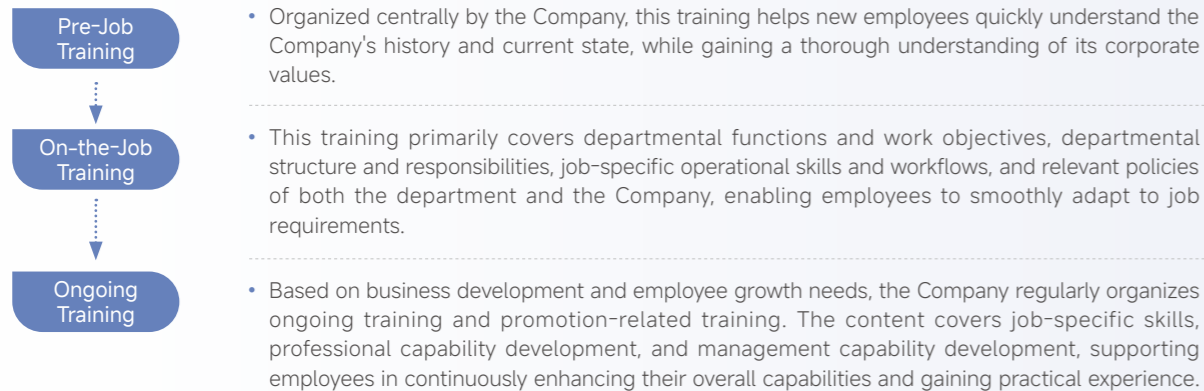 Pre-Job
Training
• Organized centrally by the Company, this training helps new employees quickly understand the
Company's history and current state, while gaining a thorough understanding of its corporate
values.
On-the-Job
Training
• This training primarily covers departmental functions and work objectives, departmental
structure and responsibilities, job-specific operational skills and workflows, and relevant policies
of both the department and the Company, enabling employees to smoothly adapt to job
requirements.
Ongoing
Training
• Based on business development and employee growth needs, the Company regularly organizes
ongoing training and promotion-related training. The content covers job-specific skills,
professional capability development, and management capability development, supporting
employees in continuously enhancing their overall capabilities and gaining practical experience.